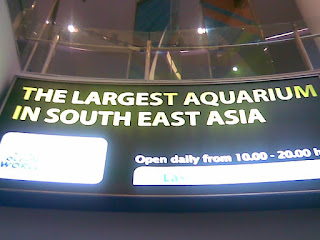 THE LARGEST AQUARIUM
IN SOUTH EAST ASIA
Open daily from 10.00 - 20.00